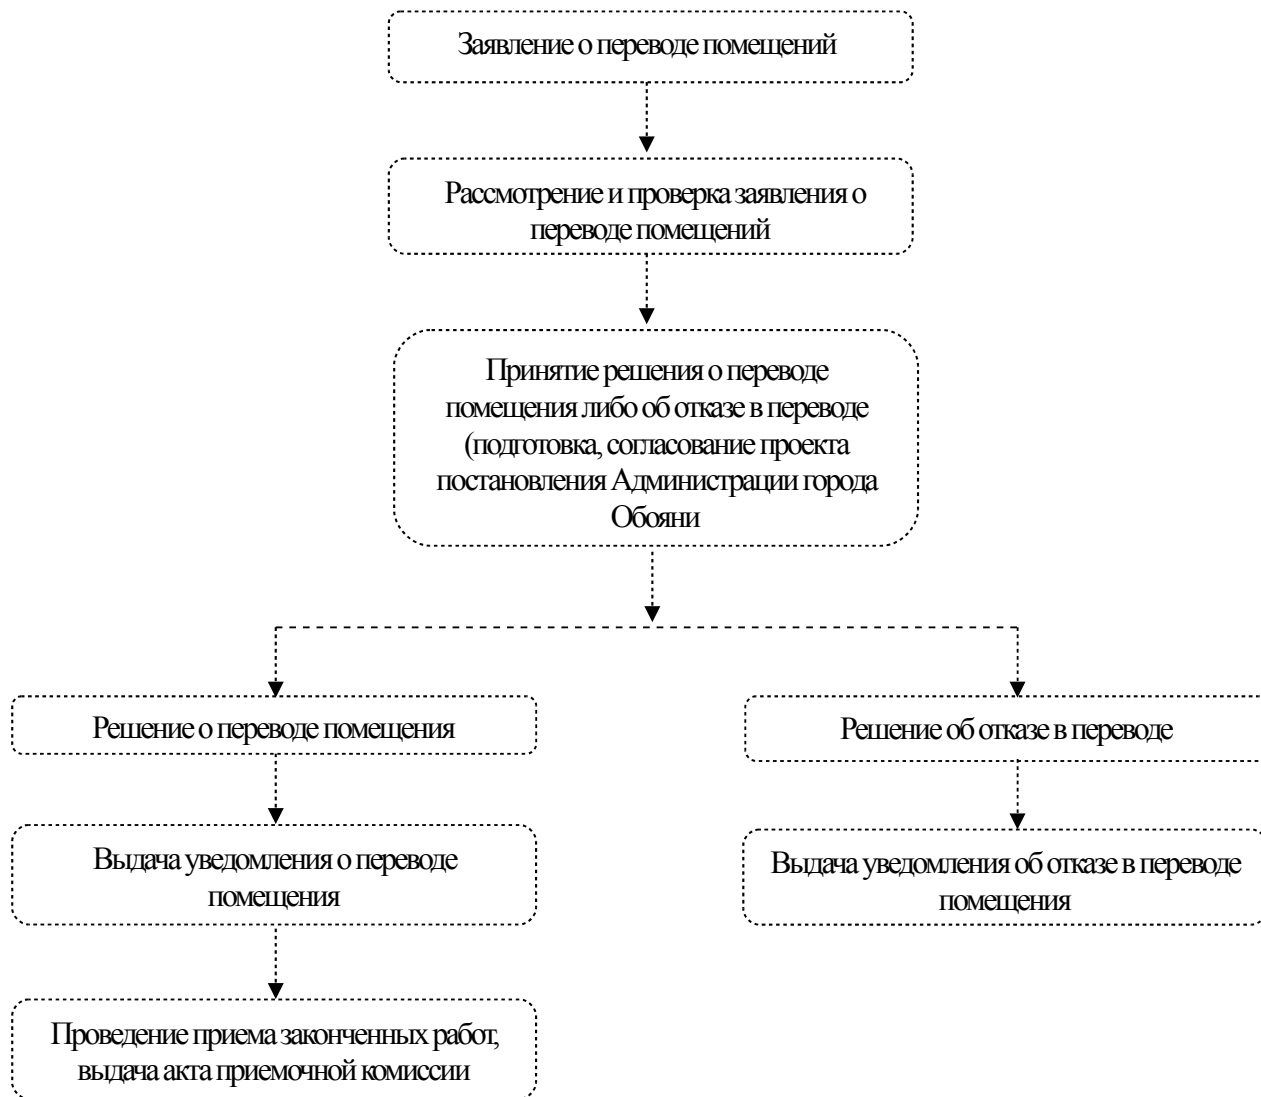 Заявление о переводе помещений
Рассмотрение и проверка заявления о
переводе помещений
Принятие решения о переводе
помещения либо об отказе в переводе
(подготовка, согласование проекта
постановления Администрации города
Обояни
Решение о переводе помещения
Решение об отказе в переводе
Выдача уведомления о переводе
помещения
Выдача уведомления об отказе в переводе
помещения
Проведение приема законченных работ,
выдача акта приемочной комиссии